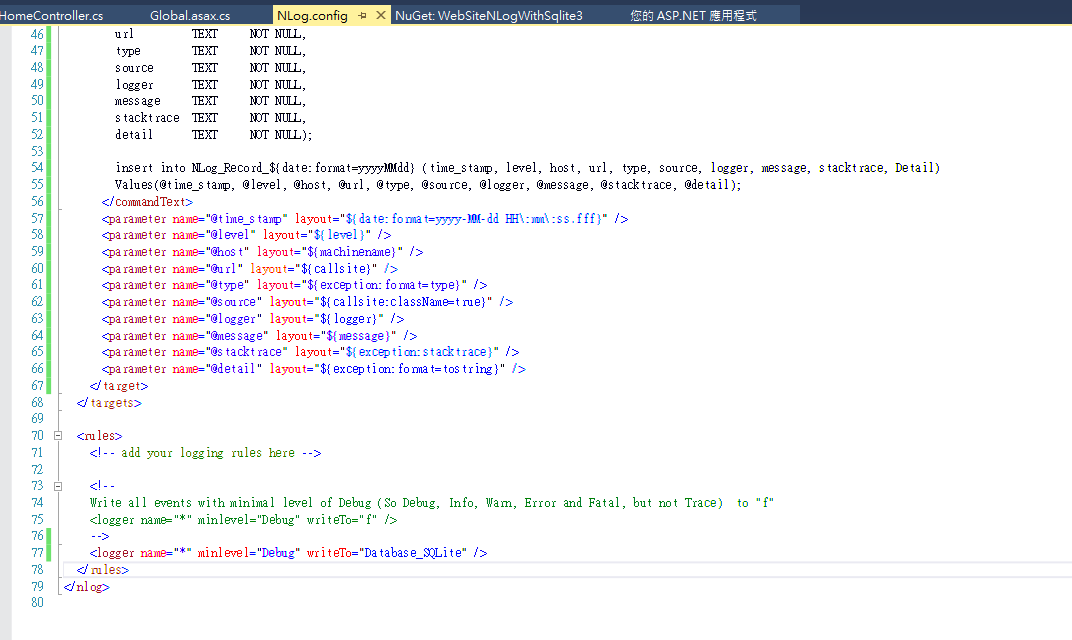 HomeController.cs Global.asax.cs NLog.config NuGet: WebSiteNLogWithSqlite3 您的 ASP.NET 應用程式
46 url TEXT NOT NULL,
47 type TEXT NOT NULL,
48 source TEXT NOT NULL,
49 logger TEXT NOT NULL,
50 message TEXT NOT NULL,
51 stacktrace TEXT NOT NULL,
52 detail TEXT NOT NULL);
53
54 insert into NLog_Record_${date:format=yyyyMMdd} (time_stamp, level, host, url, type, source, logger, message, stacktrace, Detail)
55 Values(@time_stamp, @level, @host, @url, @type, @source, @logger, @message, @stacktrace, @detail);
56 </commandText>
57 <parameter name="@time_stamp" layout="${date:format=yyyy-MM-dd HH\:mm\:ss.fff}" />
58 <parameter name="@level" layout="${level}" />
59 <parameter name="@host" layout="${machinename}" />
60 <parameter name="@url" layout="${callsite}" />
61 <parameter name="@type" layout="${exception:format=type}" />
62 <parameter name="@source" layout="${callsite:className=true}" />
63 <parameter name="@logger" layout="${logger}" />
64 <parameter name="@message" layout="${message}" />
65 <parameter name="@stacktrace" layout="${exception:stacktrace}" />
66 <parameter name="@detail" layout="${exception:format=tostring}" />
67 </target>
68 </targets>
69
70 <rules>
71 <!-- add your logging rules here -->
72
73 <!--
74 Write all events with minimal level of Debug (So Debug, Info, Warn, Error and Fatal, but not Trace)  to "f"
75 <logger name="*" minlevel="Debug" writeTo="f" />
76 -->
77 <logger name="*" minlevel="Debug" writeTo="Database_SQLite" />
78 </rules>
79 </nlog>
80